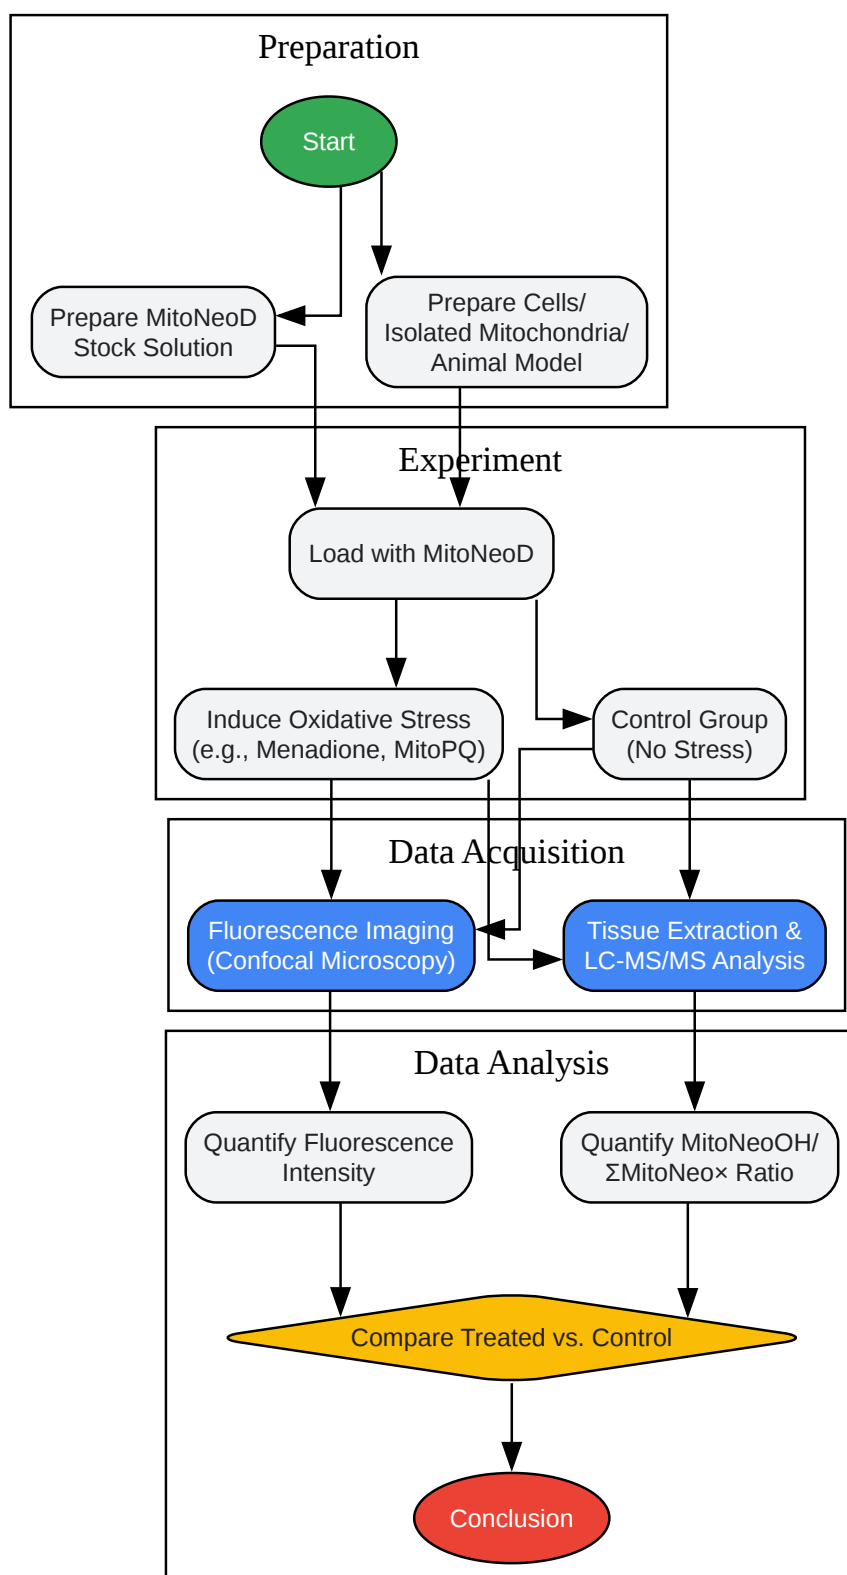 Preparation
Start
Prepare MitoNeoD
Stock Solution
Prepare Cells/
Isolated Mitochondria/
Animal Model
Experiment
Load with MitoNeoD
Induce Oxidative Stress
(e.g., Menadione, MitoPQ)
Control Group
(No Stress)
Data Acquisition
Fluorescence Imaging
(Confocal Microscopy)
Tissue Extraction &
LC-MS/MS Analysis
Data Analysis
Quantify Fluorescence
Intensity
Quantify MitoNeoOH/
ΣMitoNeo× Ratio
Compare Treated vs. Control
Conclusion